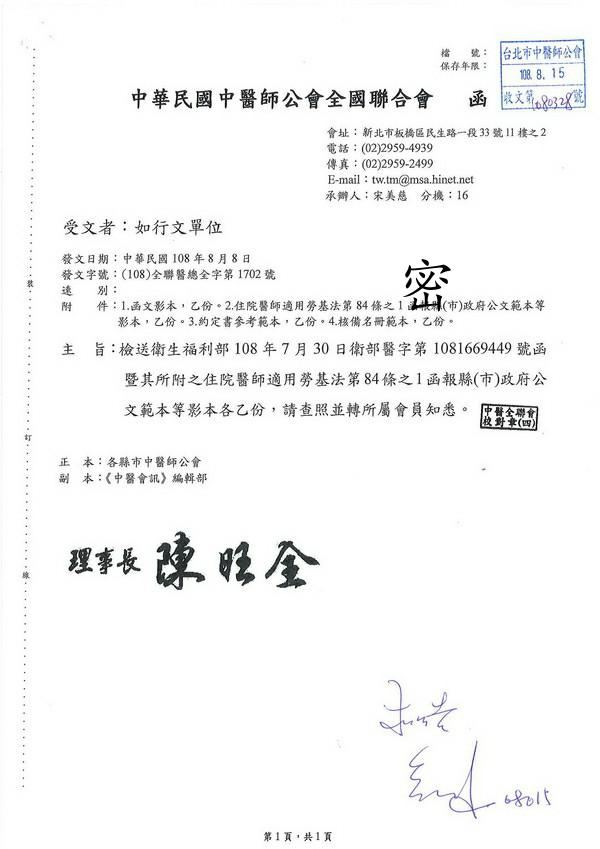 檔　　號：
保存年限：
台北市中醫師公會
108. 8. 15
收文第1080328號
中華民國中醫師公會全國聯合會　函
會址：新北市板橋區民生路一段33號11樓之2
電話：(02)2959-4939
傳真：(02)2959-2499
E-mail：tw.tm@msa.hinet.net
承辦人：宋美慈　分機：16
受文者：如行文單位
發文日期：中華民國108年8月8日
發文字號：(108)全聯醫總全字第1702號
速　　別：
密
附　　件：1.函文影本，乙份。2.住院醫師適用勞基法第84條之1函報縣(市)政府公文範本等
影本，乙份。3.約定書參考範本，乙份。4.核備名冊範本，乙份。
主　旨：檢送衛生福利部108年7月30日衛部醫字第1081669449號函
暨其所附之住院醫師適用勞基法第84條之1函報縣(市)政府公
文範本等影本各乙份，請查照並轉所屬會員知悉。
中醫全聯會
校對章(四)
正　本：各縣市中醫師公會
副　本：《中醫會訊》編輯部
理事長 陳旺全
08015
裝
訂
線
第1頁，共1頁